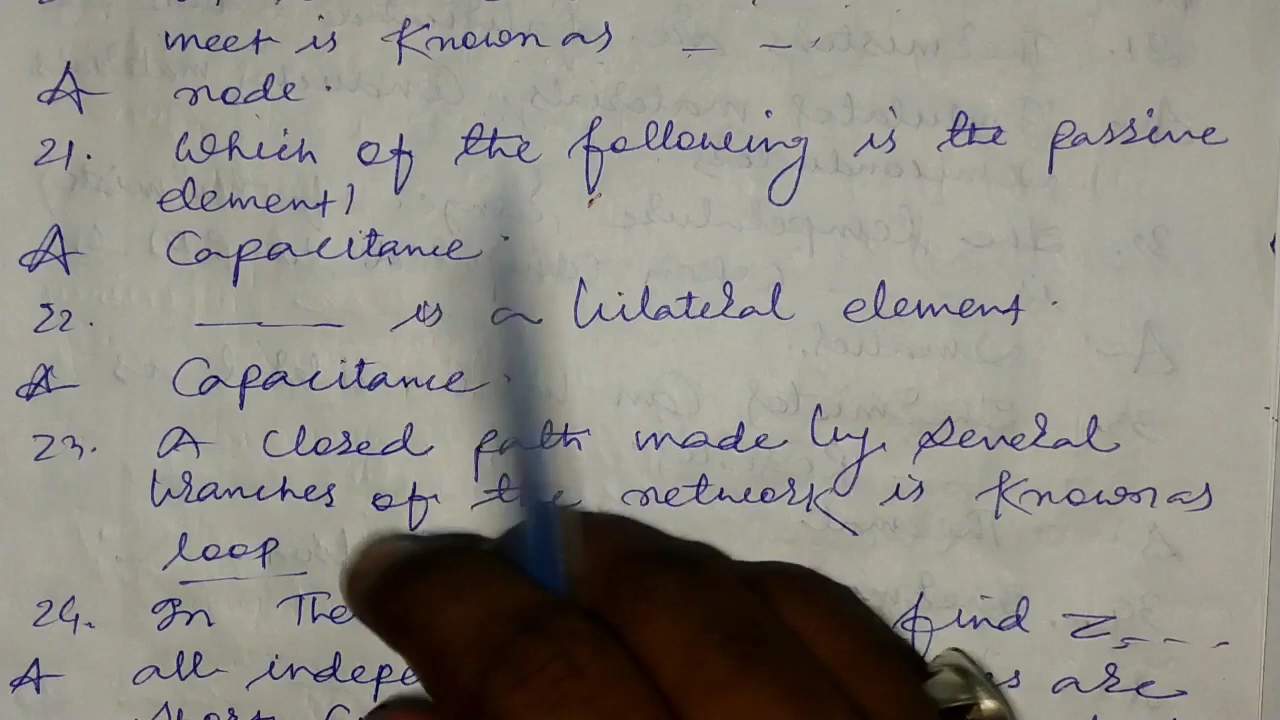 meet is known as - - .
A node.
21. Which of the following is the passive
element)
A Capacitance.
22. ____ is a bilateral element.
A Capacitance.
23. A closed path made by several
branches of the network is known as
loop
24. In The find Z, - - .
A all indepe are
short